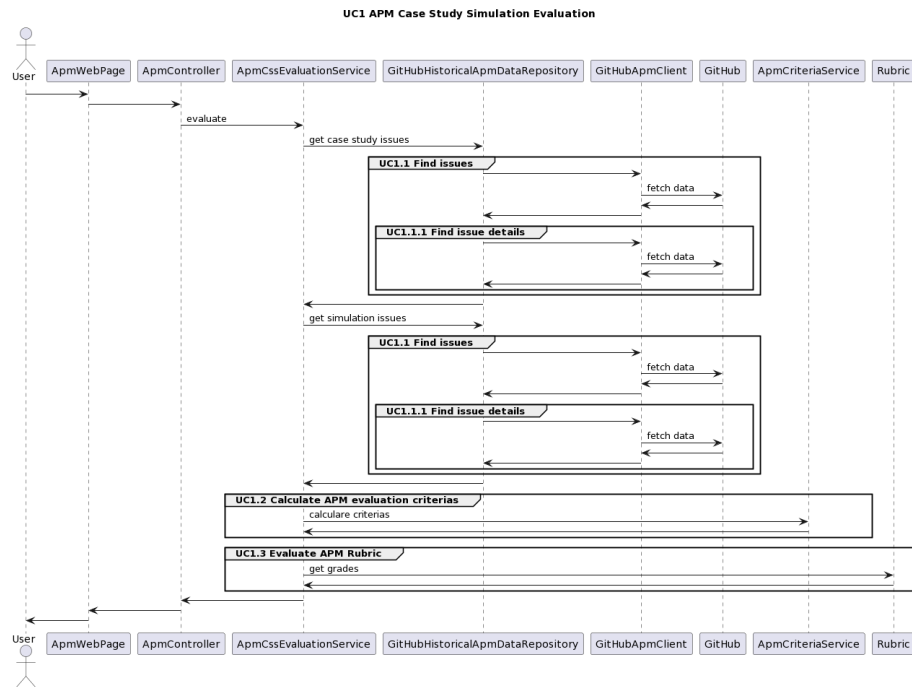 UC1 APM Case Study Simulation Evaluation
User
ApmWebPage
ApmController
ApmCssEvaluationService
GitHubHistoricalApmDataRepository
GitHubApmClient
GitHub
ApmCriteriaService
Rubric
evaluate
get case study issues
UC1.1 Find issues
fetch data
UC1.1.1 Find issue details
fetch data
get simulation issues
UC1.1 Find issues
fetch data
UC1.1.1 Find issue details
fetch data
UC1.2 Calculate APM evaluation criterias
calculare criterias
UC1.3 Evaluate APM Rubric
get grades
User
ApmWebPage
ApmController
ApmCssEvaluationService
GitHubHistoricalApmDataRepository
GitHubApmClient
GitHub
ApmCriteriaService
Rubric